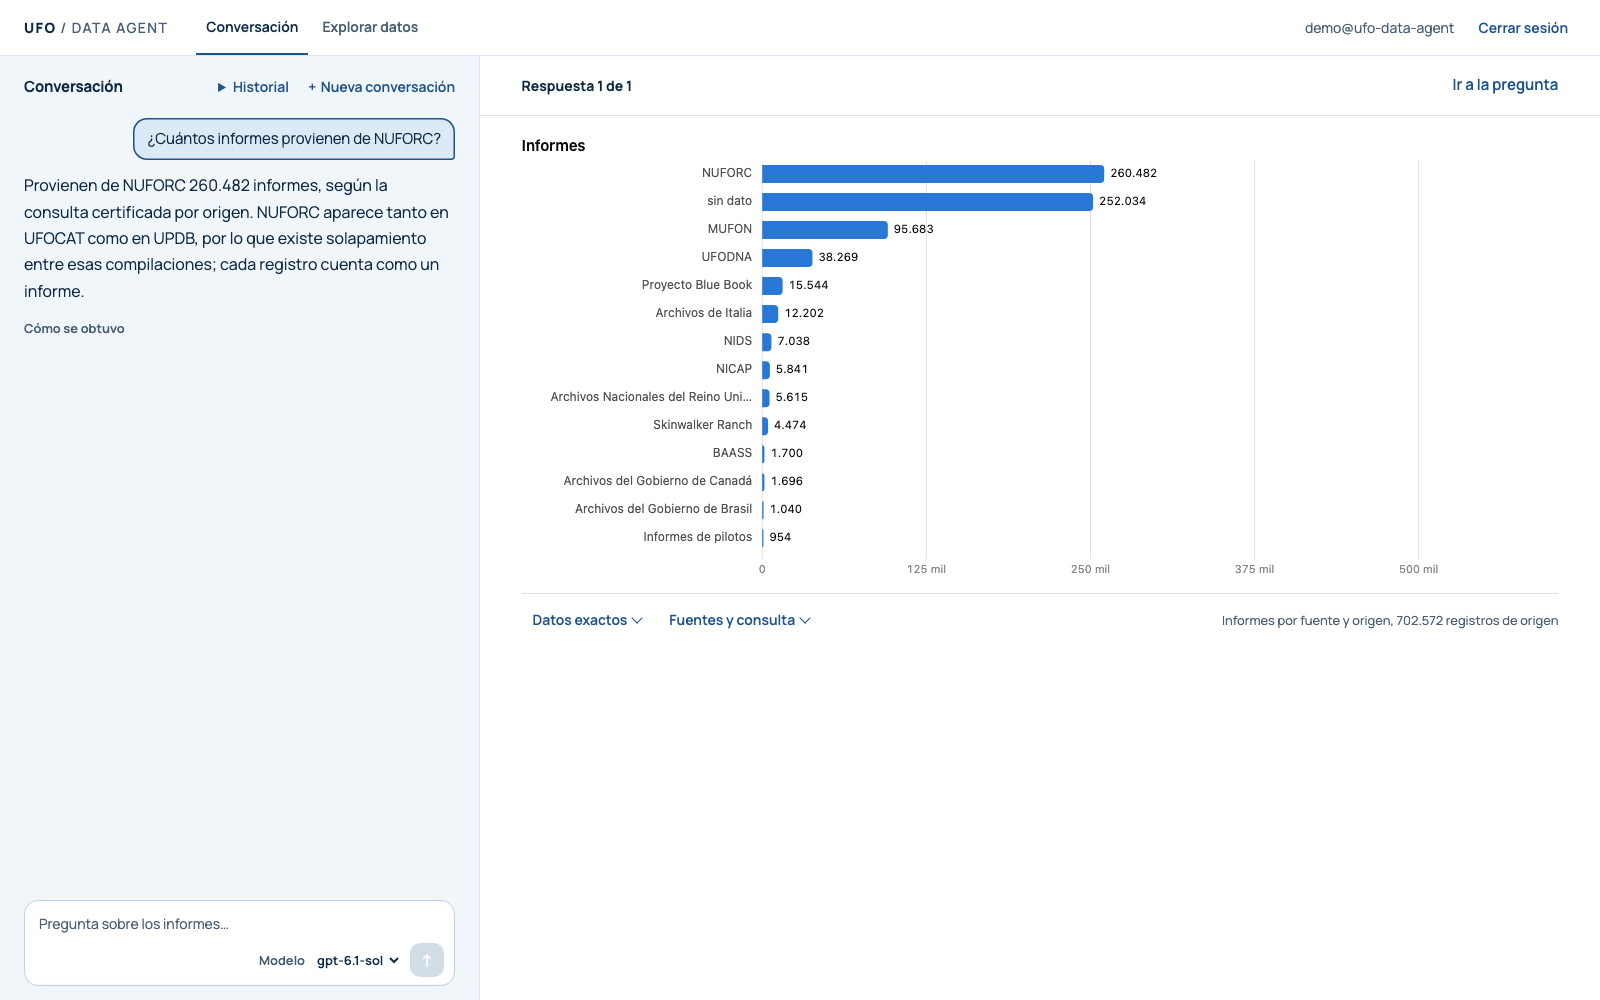 UFO / DATA AGENT
Conversación
Explorar datos
demo@ufo-data-agent
Cerrar sesión
Conversación
Historial
+ Nueva conversación
¿Cuántos informes provienen de NUFORC?
Provienen de NUFORC 260.482 informes, según la
consulta certificada por origen. NUFORC aparece tanto en
UFOCAT como en UPDB, por lo que existe solapamiento
entre esas compilaciones; cada registro cuenta como un
informe.
Cómo se obtuvo
Pregunta sobre los informes…
Modelo gpt-6.1-sol
Respuesta 1 de 1
Ir a la pregunta
Informes
NUFORC 260.482
sin dato 252.034
MUFON 95.683
UFODNA 38.269
Proyecto Blue Book 15.544
Archivos de Italia 12.202
NIDS 7.038
NICAP 5.841
Archivos Nacionales del Reino Uni… 5.615
Skinwalker Ranch 4.474
BAASS 1.700
Archivos del Gobierno de Canadá 1.696
Archivos del Gobierno de Brasil 1.040
Informes de pilotos 954
0 125 mil 250 mil 375 mil 500 mil
Datos exactos
Fuentes y consulta
Informes por fuente y origen, 702.572 registros de origen